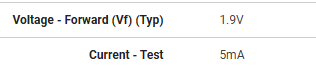 Voltage - Forward (Vf) (Typ) 1.9V
Current - Test 5mA